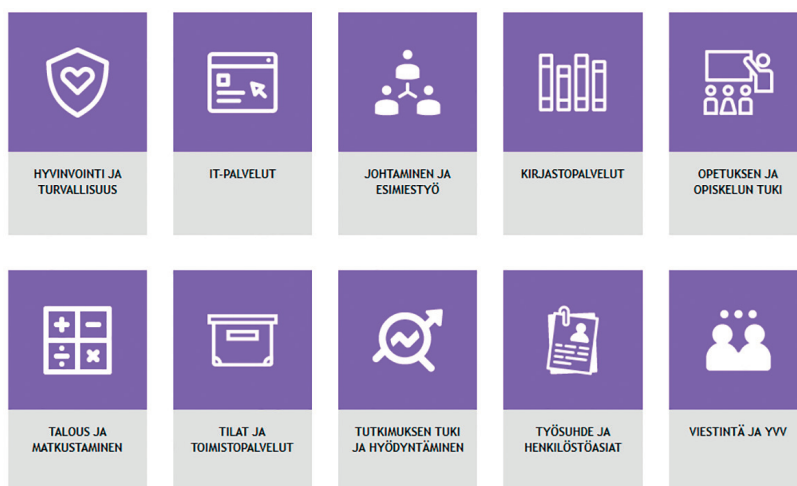 HYVINVOINTI JA
TURVALLISUUS
IT-PALVELUT
JOHTAMINEN JA
ESIMIESTYÖ
KIRJASTOPALVELUT
OPETUKSEN JA
OPISKELUN TUKI
TALOUS JA
MATKUSTAMINEN
TILAT JA
TOIMISTOPALVELUT
TUTKIMUKSEN TUKI
JA HYÖDYNTÄMINEN
TYÖSUHDE JA
HENKILÖSTÖASIAT
VIESTINTÄ JA YVV